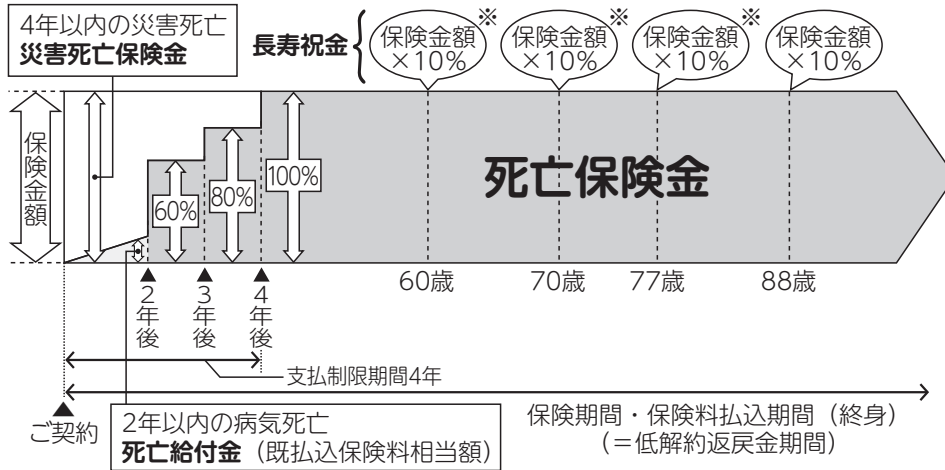 4年以内の災害死亡
災害死亡保険金
長寿祝金
保険金額
×10%
※
保険金額
×10%
※
保険金額
×10%
※
保険金額
×10%
保険金額
60%
80%
100%
死亡保険金
▲
2年後
▲
3年後
▲
4年後
60歳
70歳
77歳
88歳
支払制限期間4年
▲
ご契約
2年以内の病気死亡
死亡給付金（既払込保険料相当額）
保険期間・保険料払込期間（終身）
（＝低解約返戻金期間）